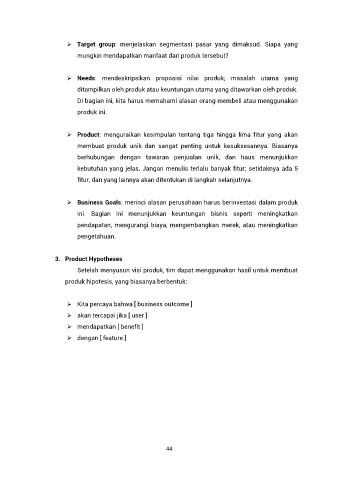 ➢ Target group: menjelaskan segmentasi pasar yang dimaksud. Siapa yang
mungkin mendapatkan manfaat dari produk tersebut?
➢ Needs: mendeskripsikan proposisi nilai produk; masalah utama yang
ditampilkan oleh produk atau keuntungan utama yang ditawarkan oleh produk.
Di bagian ini, kita harus memahami alasan orang membeli atau menggunakan
produk ini.
➢ Product: menguraikan kesimpulan tentang tiga hingga lima fitur yang akan
membuat produk unik dan sangat penting untuk kesuksesannya. Biasanya
berhubungan dengan tawaran penjualan unik, dan haus menunjukkan
kebutuhan yang jelas. Jangan menulis terlalu banyak fitur; setidaknya ada 5
fitur, dan yang lainnya akan ditentukan di langkah selanjutnya.
➢ Business Goals: merinci alasan perusahaan harus berinvestasi dalam produk
ini. Bagian ini menunjukkan keuntungan bisnis seperti meningkatkan
pendapatan, mengurangi biaya, mengembangkan merek, atau meningkatkan
pengetahuan.
3. Product Hypotheses
Setelah menyusun visi produk, tim dapat menggunakan hasil untuk membuat
produk hipotesis, yang biasanya berbentuk:
➢ Kita percaya bahwa [ business outcome ]
➢ akan tercapai jika [ user ]
➢ mendapatkan [ benefit ]
➢ dengan [ feature ]
44